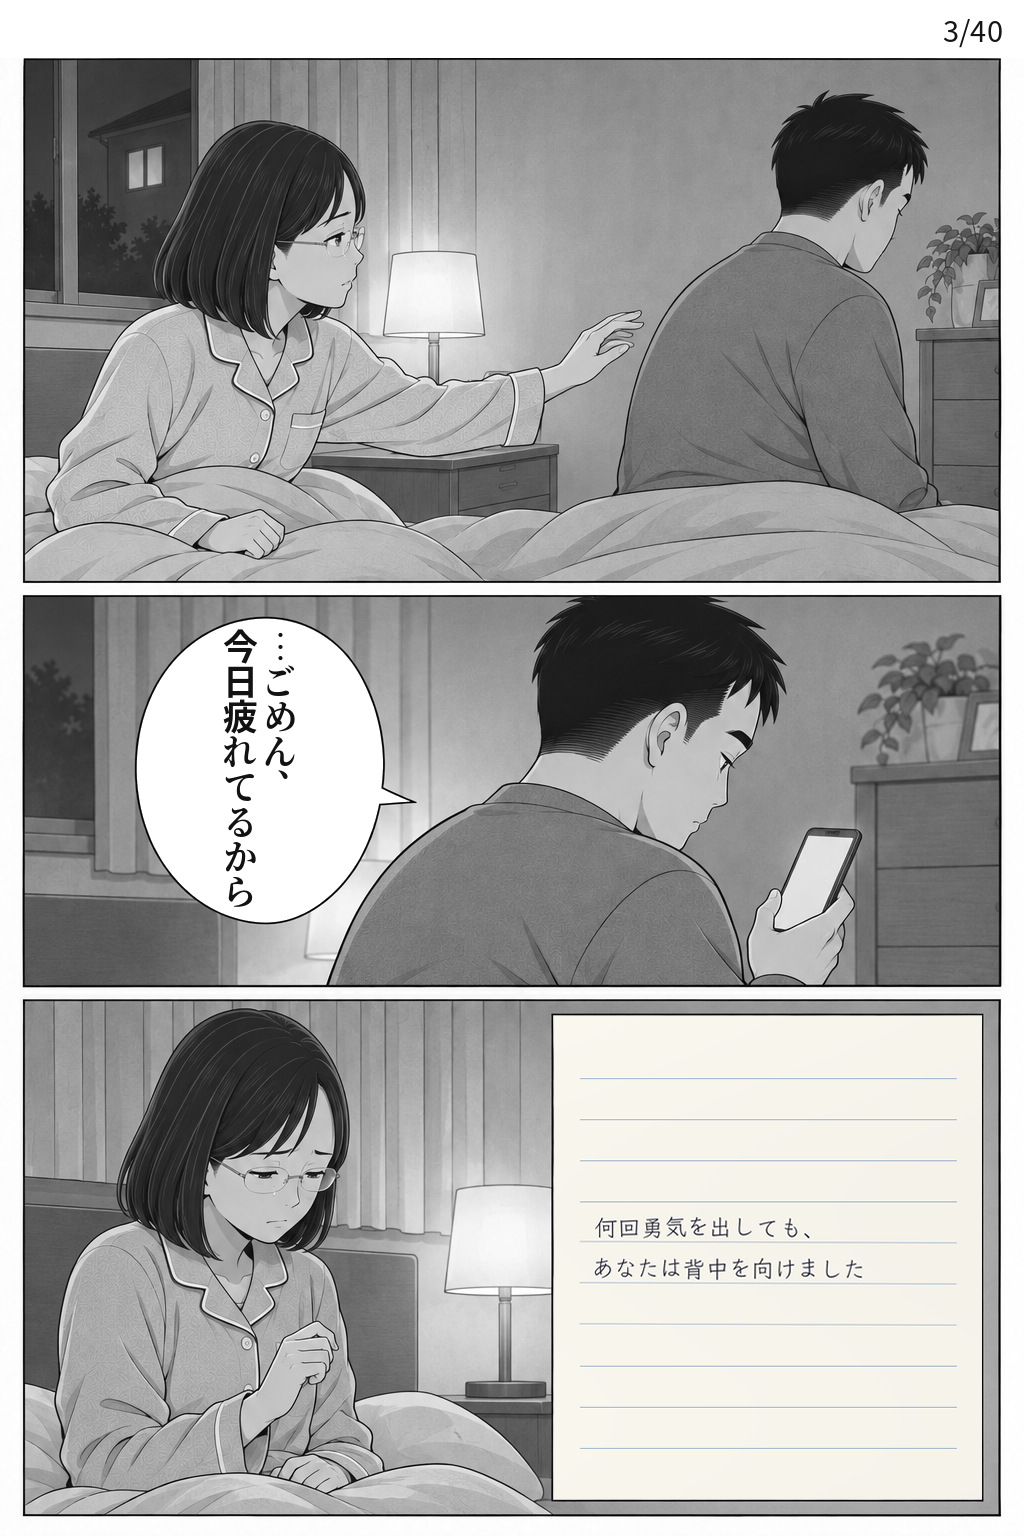 3/40
…ごめん、
今日疲れてるから
何回勇気を出しても、
あなたは背中を向けました